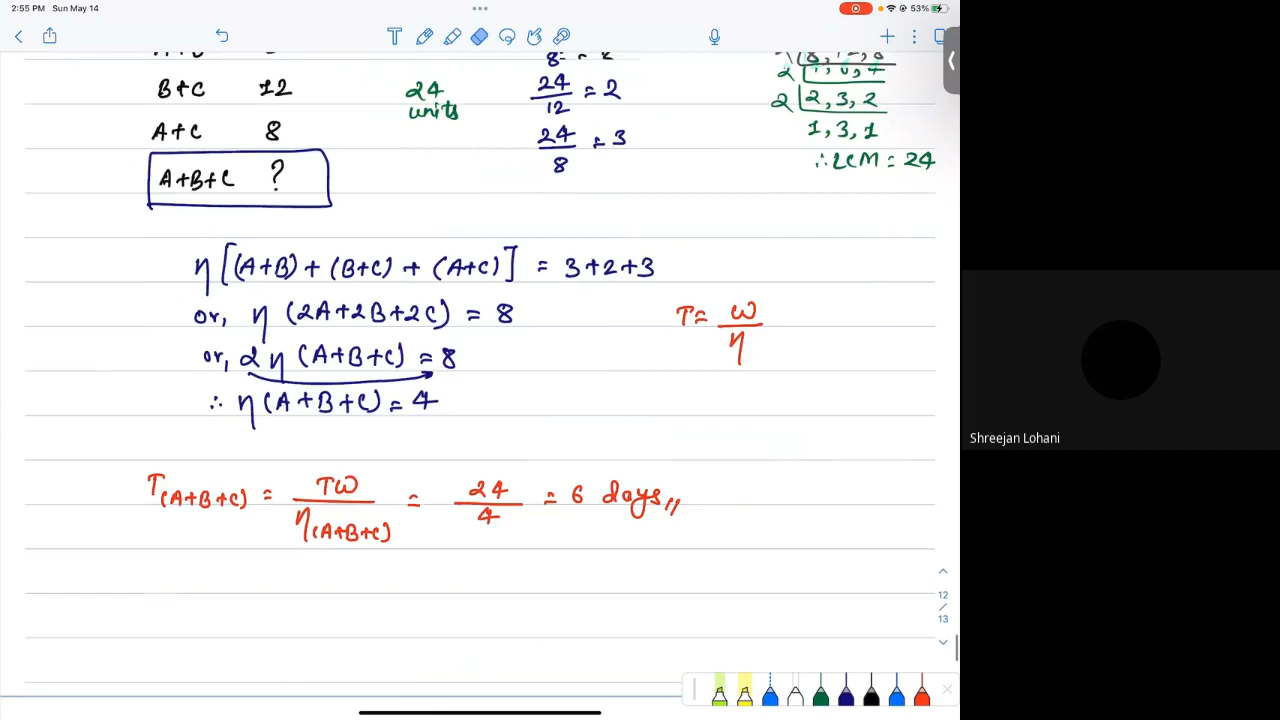 2:55 PM Sun May 14
53%
B+C 12
A+C 8
A+B+C ?
24
units
24/12 = 2
24/8 = 3
2 | 2, 3, 2
1, 3, 1
∴ LCM = 24
η[(A+B) + (B+C) + (A+C)] = 3+2+3
or, η (2A+2B+2C) = 8
or, 2η (A+B+C) = 8
∴ η(A+B+C) = 4
T = W/η
T(A+B+C) = TW/η(A+B+C) = 24/4 = 6 days,,
12
/
13
Shreejan Lohani